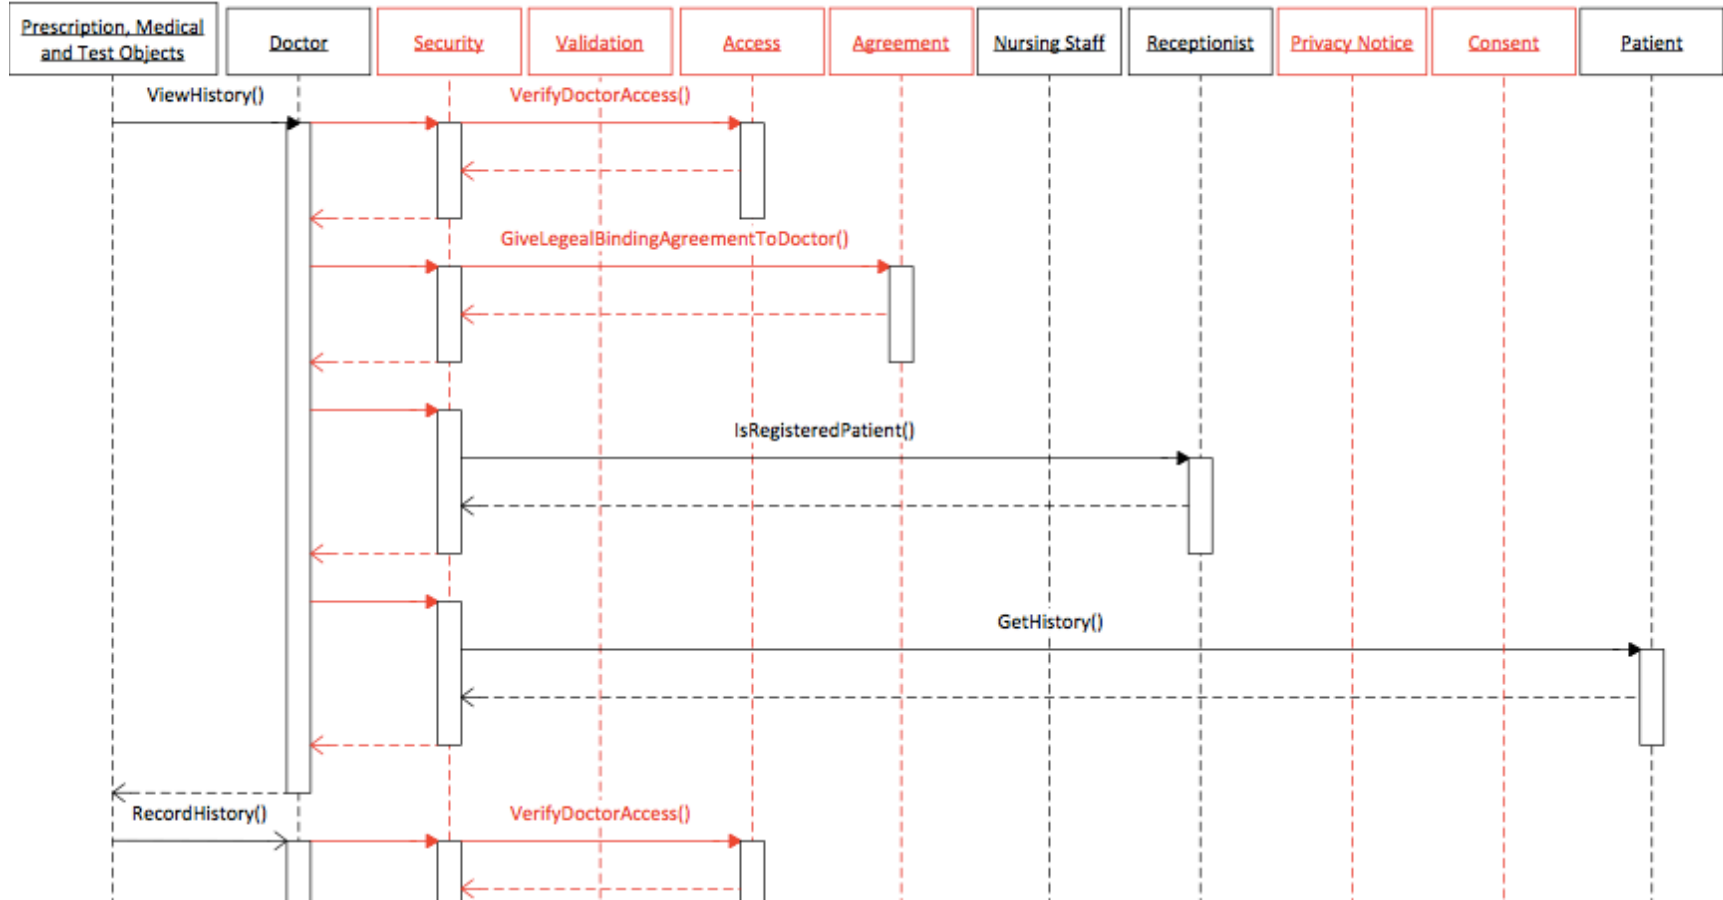 Prescription, Medical
and Test Objects
Doctor
Security
Validation
Access
Agreement
Nursing Staff
Receptionist
Privacy Notice
Consent
Patient
ViewHistory()
VerifyDoctorAccess()
GiveLegealBindingAgreementToDoctor()
IsRegisteredPatient()
GetHistory()
RecordHistory()
VerifyDoctorAccess()